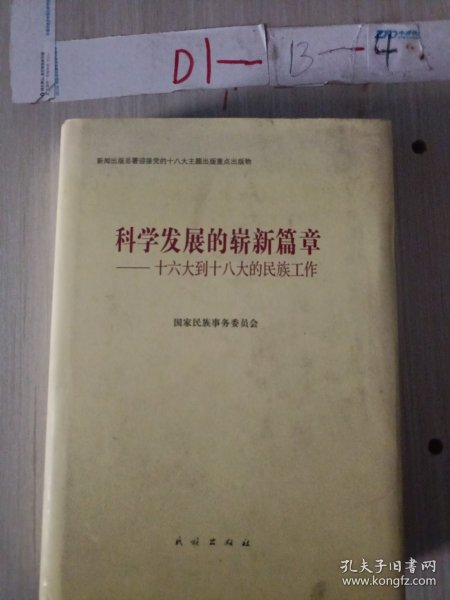 D1—B—4
新闻出版总署迎接党的十八大主题出版重点出版物
科学发展的崭新篇章
——十六大到十八大的民族工作
国家民族事务委员会
民族出版社
孔夫子旧书网
www.kongfz.com